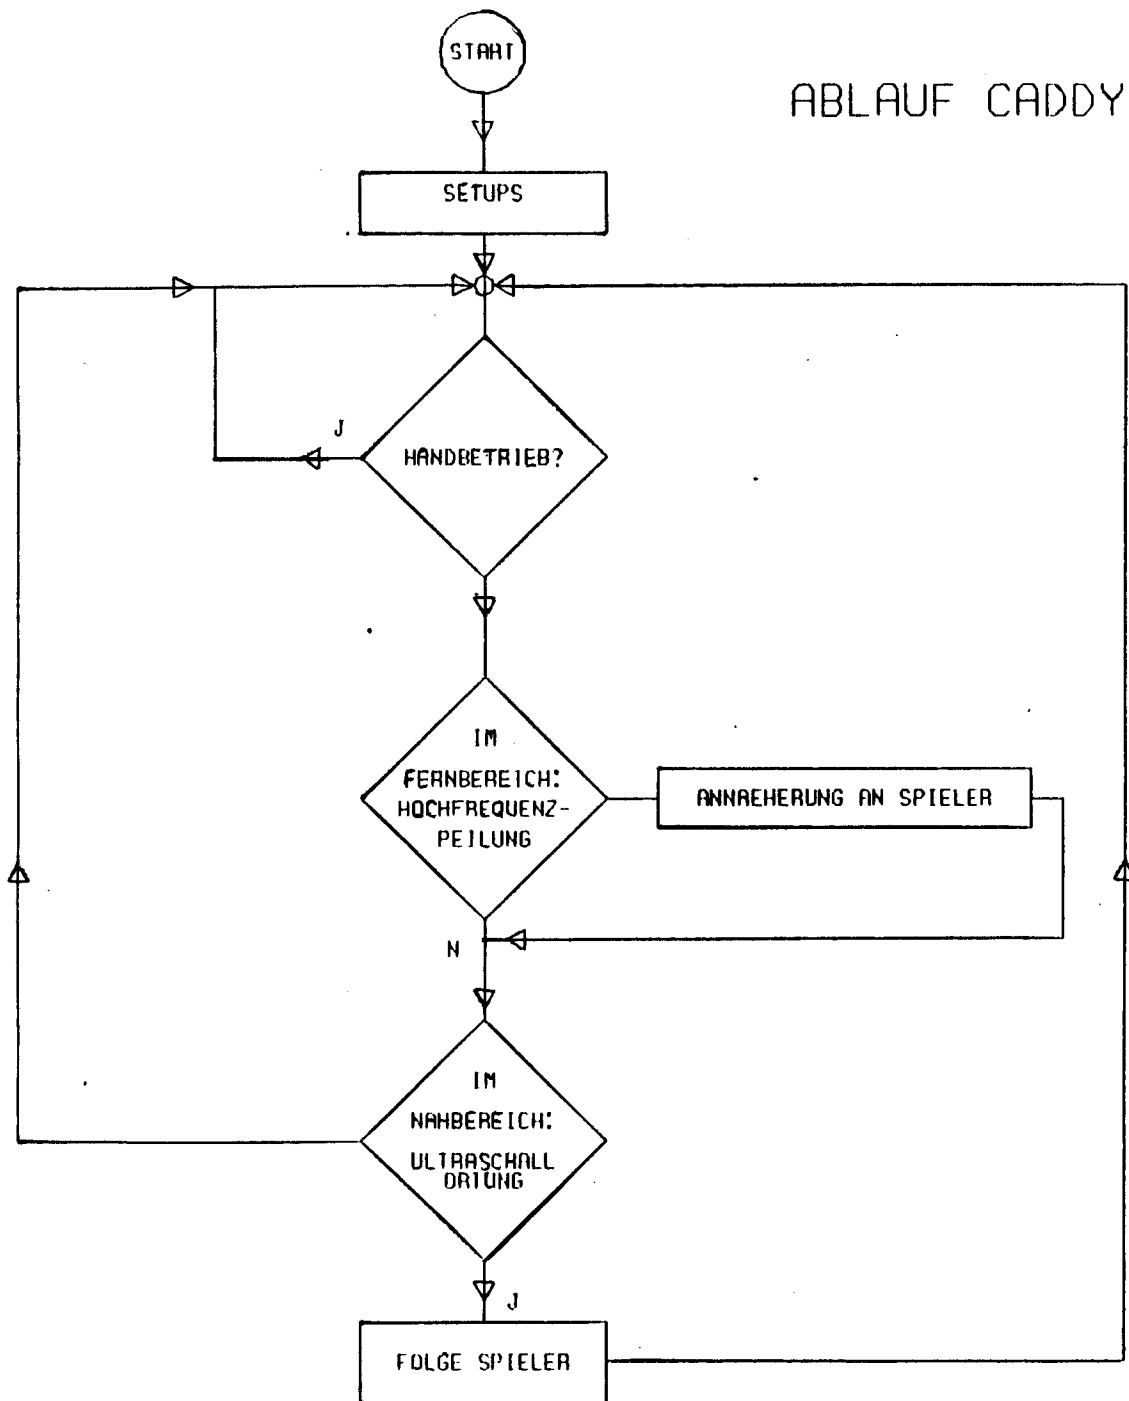 START
ABLAUF CADDY
SETUPS
J
HANDBETRIEB?
IM
FERNBEREICH:
HOCHFREQUENZ-
PEILUNG
ANNAEHERUNG AN SPIELER
N
IM
NAHBEREICH:
ULTRASCHALL
ORTUNG
J
FOLGE SPIELER